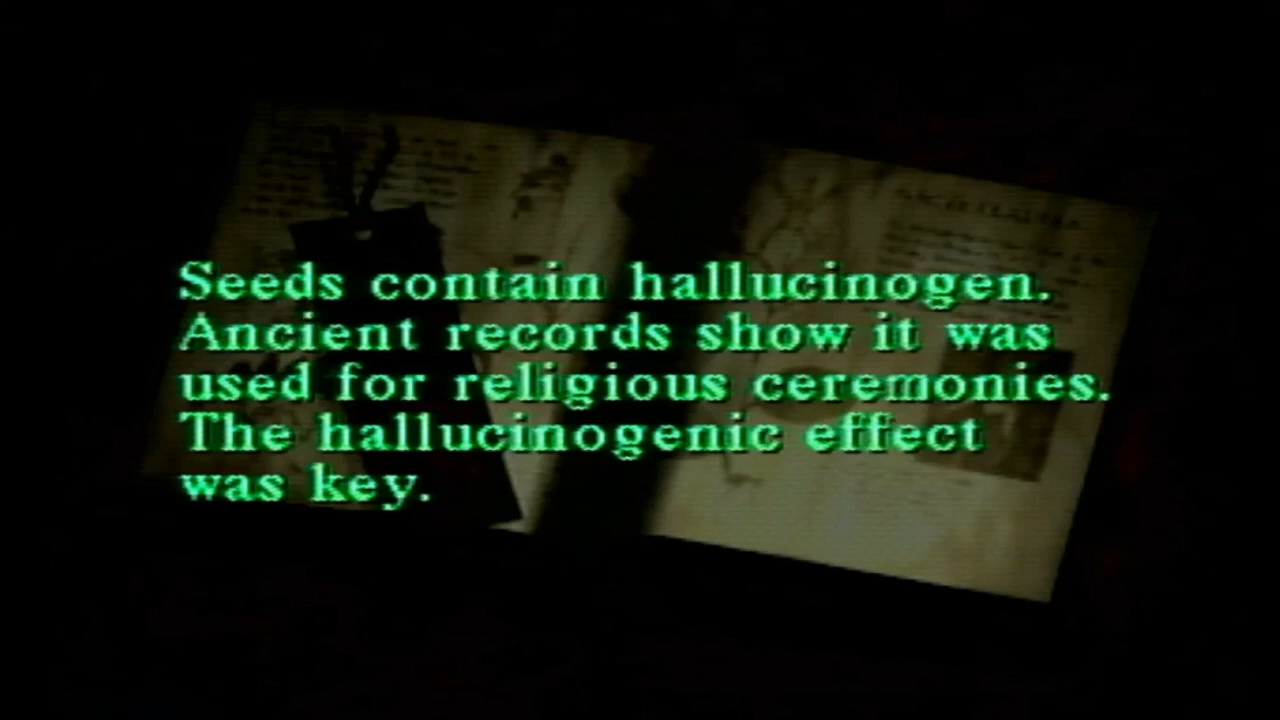 Seeds contain hallucinogen.
Ancient records show it was
used for religious ceremonies.
The hallucinogenic effect
was key.